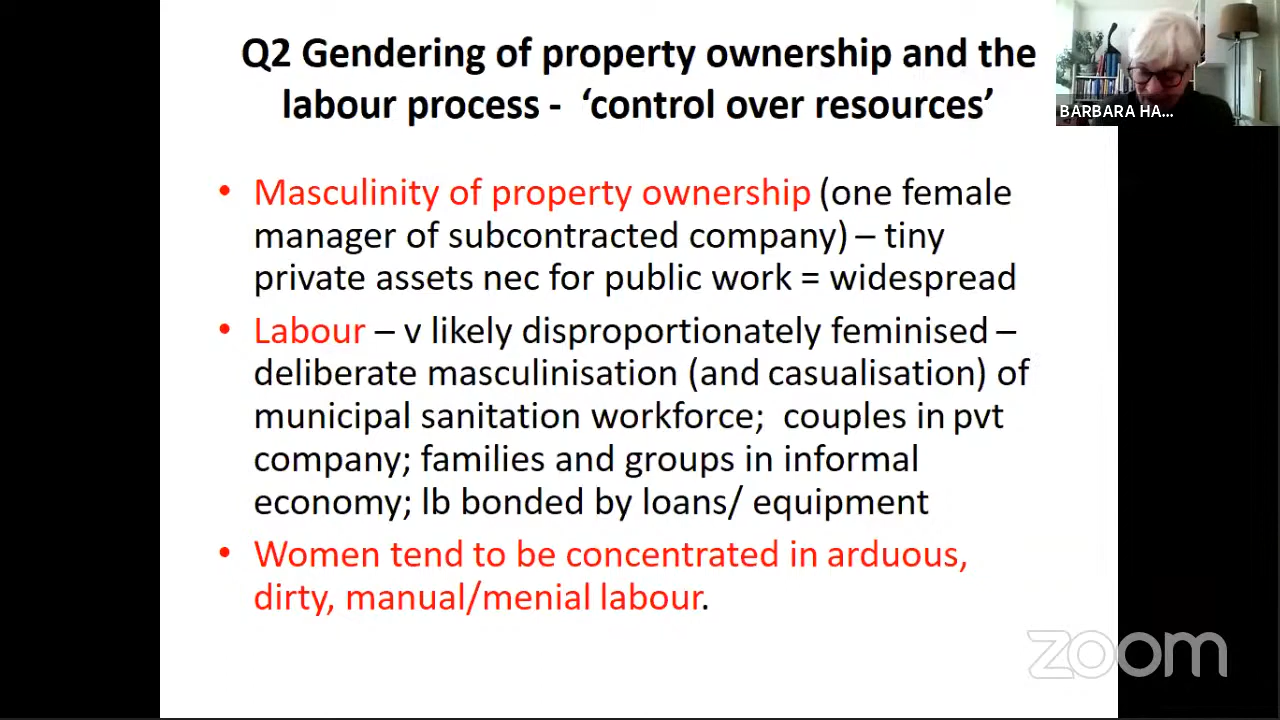 Q2 Gendering of property ownership and the
labour process - ‘control over resources’
BARBARA HA...
• Masculinity of property ownership (one female
manager of subcontracted company) – tiny
private assets nec for public work = widespread
• Labour – v likely disproportionately feminised –
deliberate masculinisation (and casualisation) of
municipal sanitation workforce;  couples in pvt
company; families and groups in informal
economy; lb bonded by loans/ equipment
• Women tend to be concentrated in arduous,
dirty, manual/menial labour.
zoom